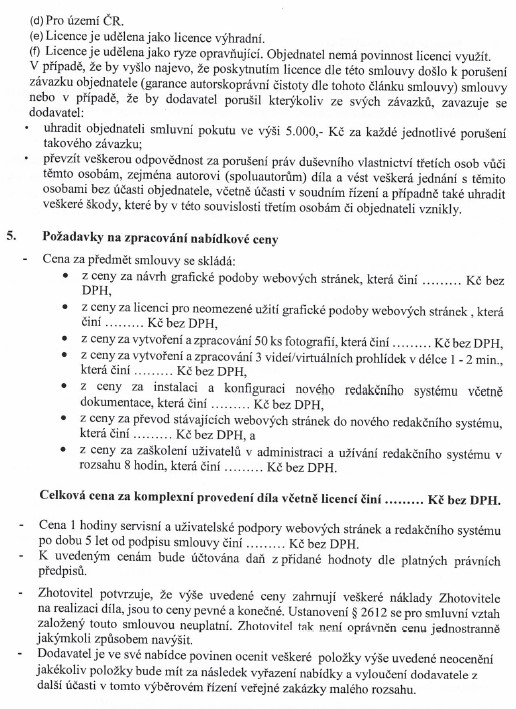 (d) Pro území ČR.
(e) Licence je udělena jako licence výhradní.
(f) Licence je udělena jako ryze opravňující. Objednatel nemá povinnost licenci využít.
V případě, že by vyšlo najevo, že poskytnutím licence dle této smlouvy došlo k porušení
závazku objednatele (garance autorskoprávní čistoty dle tohoto článku smlouvy) smlouvy
nebo v případě, že by dodavatel porušil kterýkoliv ze svých závazků, zavazuje se
dodavatel:
• uhradit objednateli smluvní pokutu ve výši 5.000,- Kč za každé jednotlivé porušení
takového závazku;
• převzít veškerou odpovědnost za porušení práv duševního vlastnictví třetích osob vůči
těmto osobám, zejména autorovi (spoluautorům) díla a vést veškerá jednání s těmito
osobami bez účasti objednatele, včetně účasti v soudním řízení a případně také uhradit
veškeré škody, které by v této souvislosti třetím osobám či objednateli vznikly.
5. Požadavky na zpracování nabídkové ceny
- Cena za předmět smlouvy se skládá:
• z ceny za návrh grafické podoby webových stránek, která činí ......... Kč bez
DPH,
• z ceny za licenci pro neomezené užití grafické podoby webových stránek , která
činí ......... Kč bez DPH,
• z ceny za vytvoření a zpracování 50 ks fotografií, která činí ......... Kč bez DPH,
• z ceny za vytvoření a zpracování 3 videí/virtuálních prohlídek v délce 1 - 2 min.,
která činí ......... Kč bez DPH,
• z ceny za instalaci a konfiguraci nového redakčního systému včetně
dokumentace, která činí ......... Kč bez DPH,
• z ceny za převod stávajících webových stránek do nového redakčního systému,
která činí ......... Kč bez DPH, a
• z ceny za zaškolení uživatelů v administraci a užívání redakčního systému v
rozsahu 8 hodin, která činí ......... Kč bez DPH.
Celková cena za komplexní provedení díla včetně licencí činí ......... Kč bez DPH.
- Cena 1 hodiny servisní a uživatelské podpory webových stránek a redakčního systému
po dobu 5 let od podpisu smlouvy činí ......... Kč bez DPH.
- K uvedeným cenám bude účtována daň z přidané hodnoty dle platných právních
předpisů.
- Zhotovitel potvrzuje, že výše uvedené ceny zahrnují veškeré náklady Zhotovitele
na realizaci díla, jsou to ceny pevné a konečné. Ustanovení § 2612 se pro smluvní vztah
založený touto smlouvou neuplatní. Zhotovitel tak není oprávněn cenu jednostranně
jakýmkoli způsobem navýšit.
- Dodavatel je ve své nabídce povinen ocenit veškeré položky výše uvedené neocenění
jakékoliv položky bude mít za následek vyřazení nabídky a vyloučení dodavatele z
další účasti v tomto výběrovém řízení veřejné zakázky malého rozsahu.